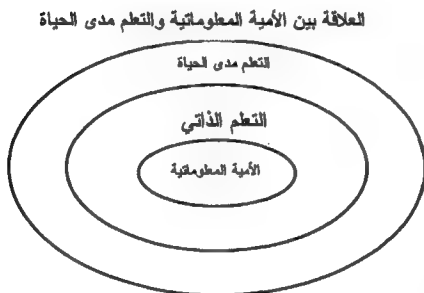 العلاقة بين الأمية المعلوماتية والتعلم مدى الحياة
التعلم مدى الحياة
التعلم الذاتي
الأمية المعلوماتية